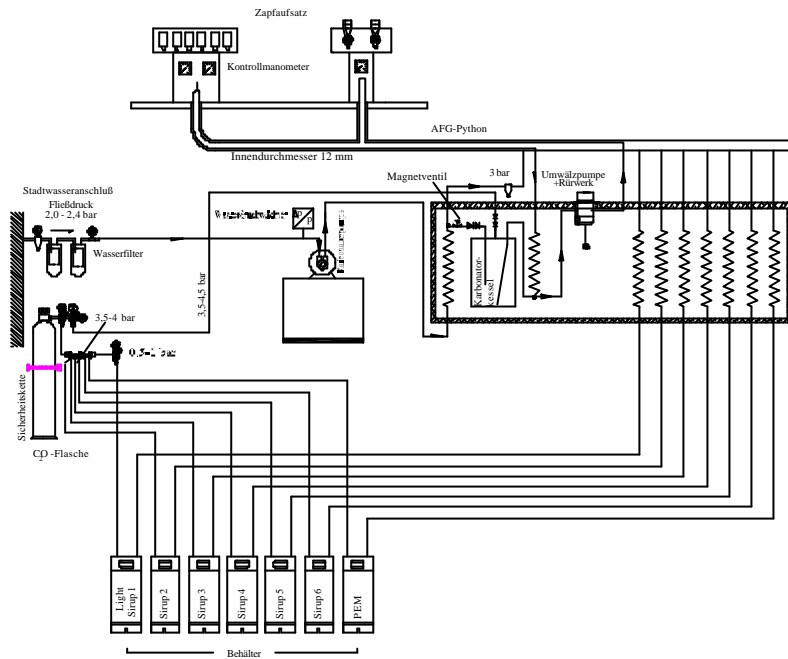 Zapfaufsatz
Kontrollmanometer
AFG-Python
Innendurchmesser 12 mm
3 bar
Umwälzpumpe
+Rürwerk
Magnetventil
Stadtwasseranschluß
Fließdruck
2,0 - 2,4 bar
Wasserfilter
P
Karbonator-
kessel
3,5-4,5 bar
3,5-4 bar
Sicherheitskette
CO2-Flasche
Light
Sirup 1
Sirup 2
Sirup 3
Sirup 4
Sirup 5
Sirup 6
PEM
Behälter